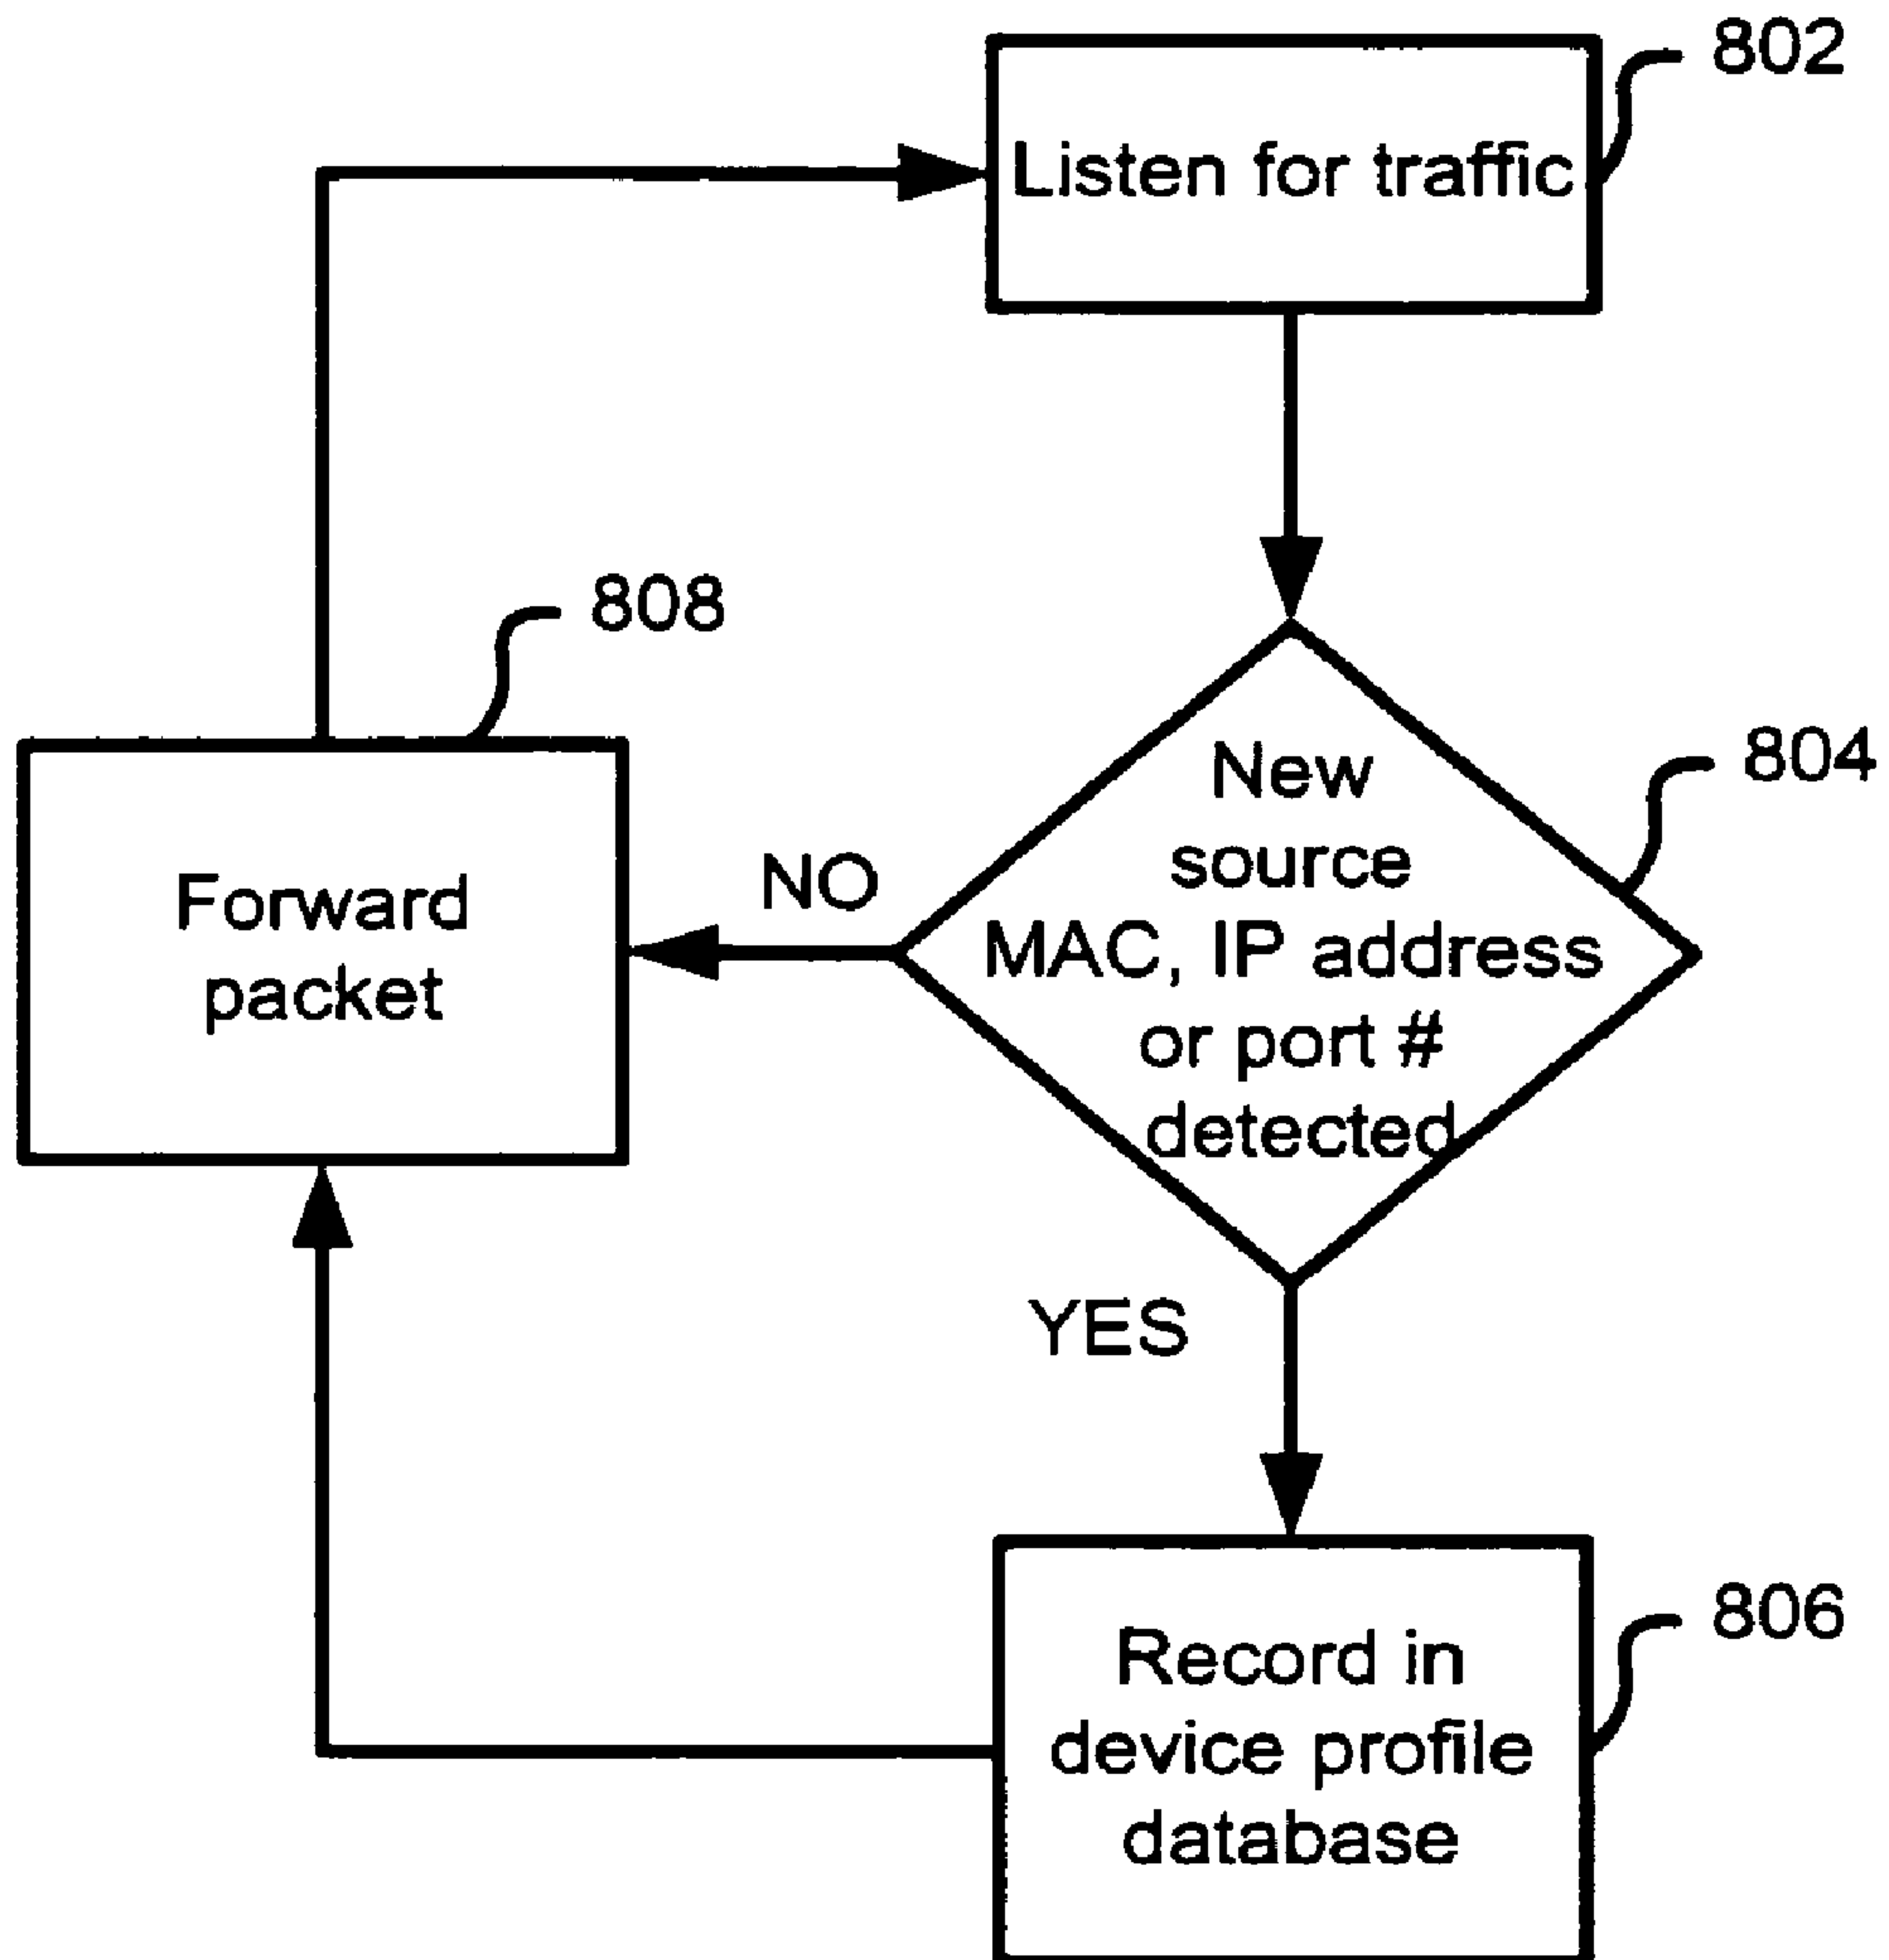 802
Listen for traffic
808
804
New
source
MAC, IP address
or port #
detected
NO
Forward
packet
YES
806
Record in
device profile
database